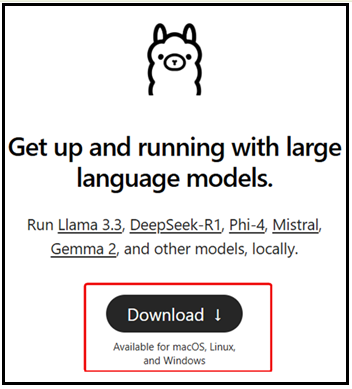 Get up and running with large
language models.
Run Llama 3.3, DeepSeek-R1, Phi-4, Mistral,
Gemma 2, and other models, locally.
Download ↓
Available for macOS, Linux,
and Windows